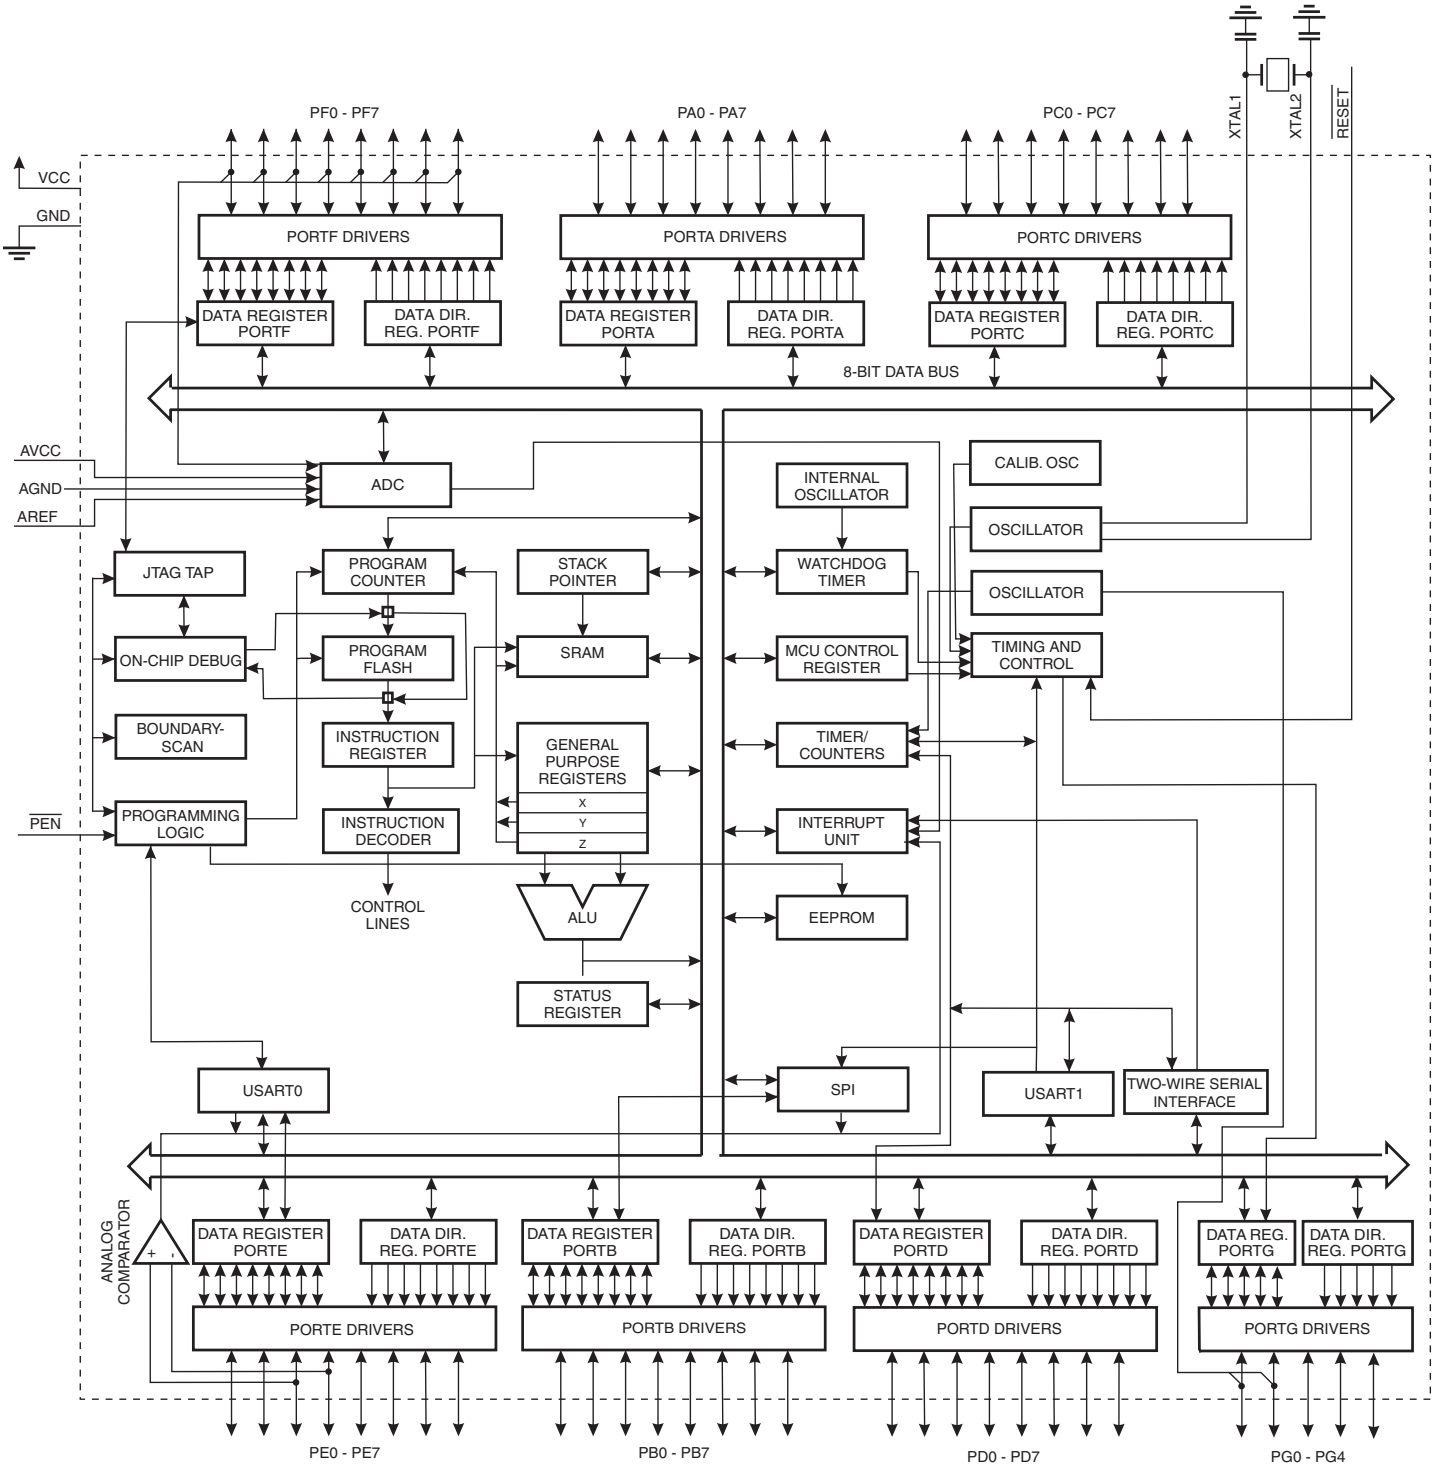 XTAL1
XTAL2
RESET
PF0 - PF7
PA0 - PA7
PC0 - PC7
VCC
GND
PORTF DRIVERS
PORTA DRIVERS
PORTC DRIVERS
DATA REGISTER
PORTF
DATA DIR.
REG. PORTF
DATA REGISTER
PORTA
DATA DIR.
REG. PORTA
DATA REGISTER
PORTC
DATA DIR.
REG. PORTC
8-BIT DATA BUS
AVCC
AGND
AREF
ADC
INTERNAL
OSCILLATOR
CALIB. OSC
OSCILLATOR
JTAG TAP
PROGRAM
COUNTER
STACK
POINTER
WATCHDOG
TIMER
OSCILLATOR
ON-CHIP DEBUG
PROGRAM
FLASH
SRAM
MCU CONTROL
REGISTER
TIMING AND
CONTROL
BOUNDARY-
SCAN
INSTRUCTION
REGISTER
GENERAL
PURPOSE
REGISTERS
X
Y
Z
TIMER/
COUNTERS
PEN
PROGRAMMING
LOGIC
INSTRUCTION
DECODER
INTERRUPT
UNIT
CONTROL
LINES
ALU
EEPROM
STATUS
REGISTER
USART0
SPI
USART1
TWO-WIRE SERIAL
INTERFACE
ANALOG
COMPARATOR
+
-
DATA REGISTER
PORTE
DATA DIR.
REG. PORTE
DATA REGISTER
PORTB
DATA DIR.
REG. PORTB
DATA REGISTER
PORTD
DATA DIR.
REG. PORTD
DATA REG.
PORTG
DATA DIR.
REG. PORTG
PORTE DRIVERS
PORTB DRIVERS
PORTD DRIVERS
PORTG DRIVERS
PE0 - PE7
PB0 - PB7
PD0 - PD7
PG0 - PG4